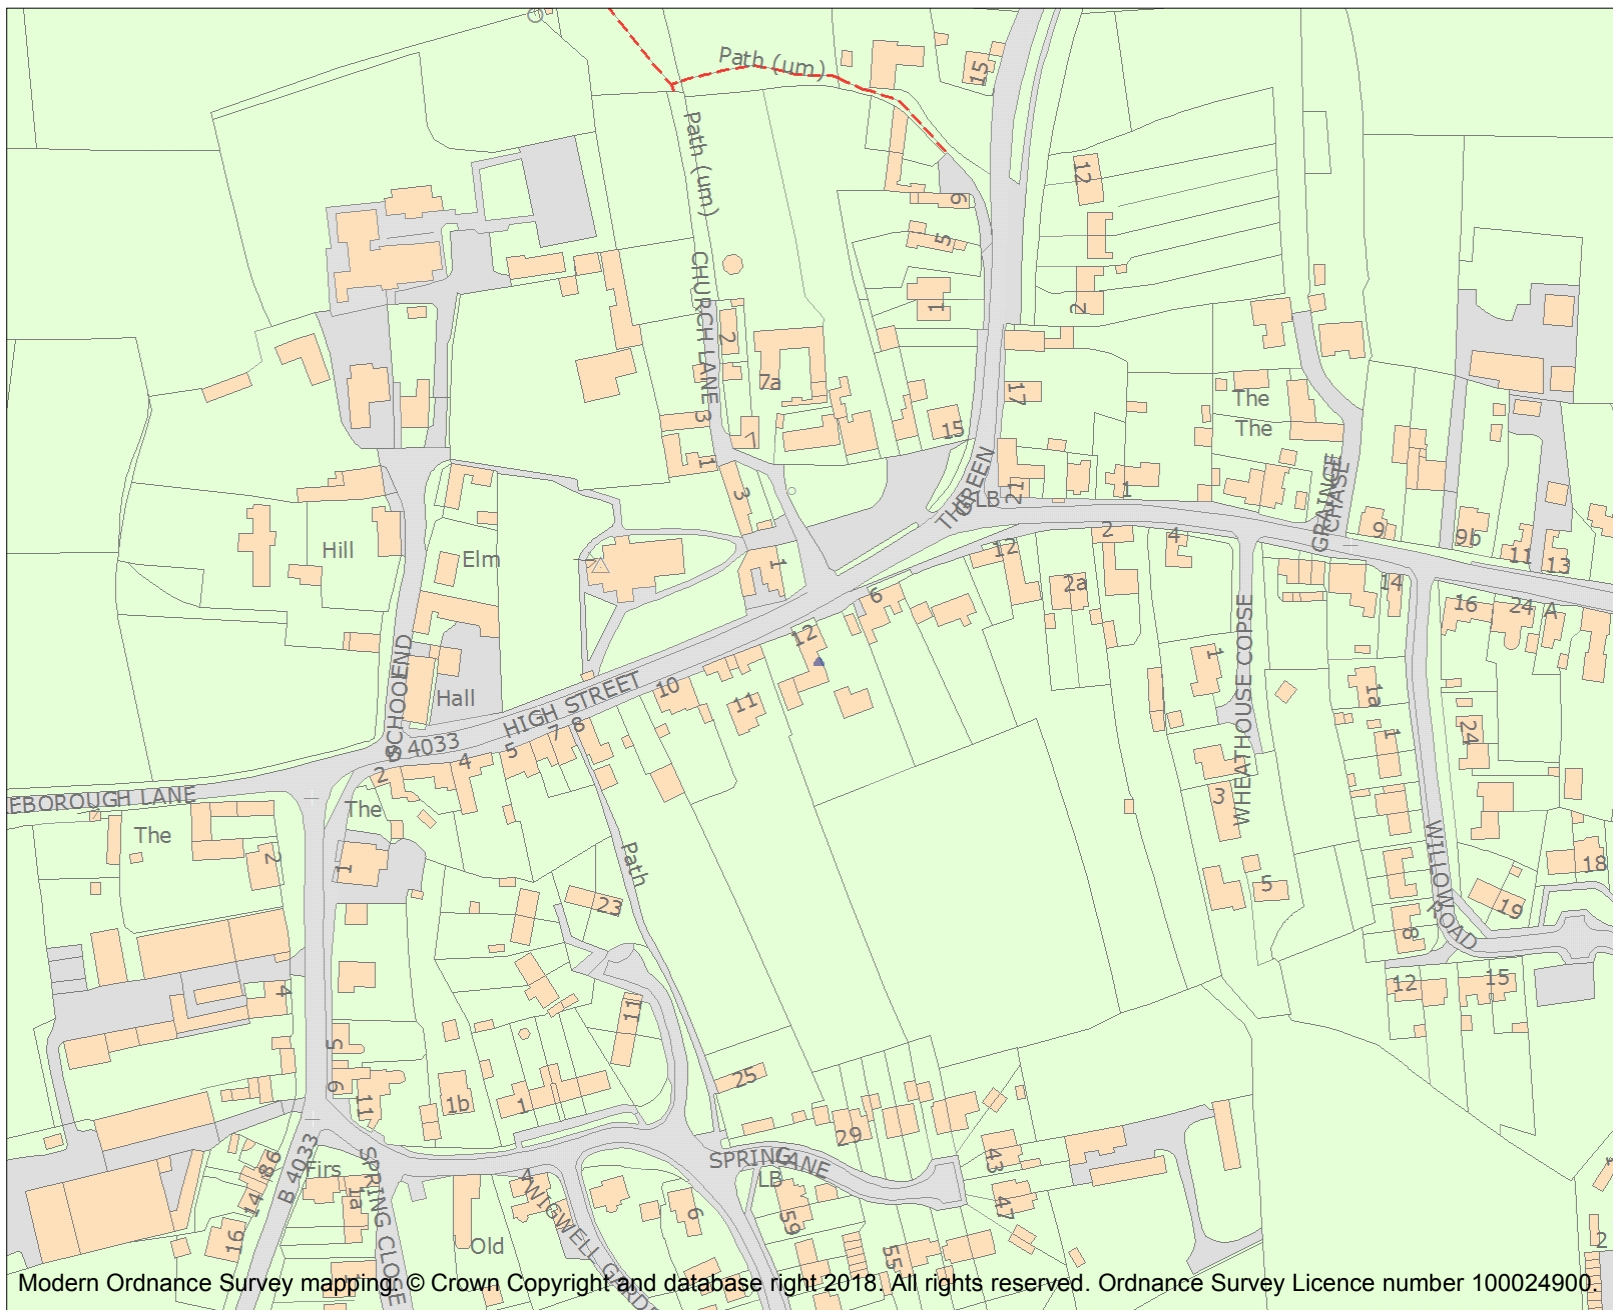 Path (um)
15
Path (um)
12
9
5
CHURCH LANE
1
2
2
7a
17
The
3
15
The
7
1
3
THE GREEN
LB
21
1
GRAINGE CHASE
2
4
9
9b
11
13
Hill
Elm
1
12
2a
14
6
16
24
A
12
SCHOOL END
WHEATHOUSE COPSE
1
Hall
HIGH STREET
10
11
1a
B 4033
8
7
5
4
2
1
24
EBOROUGH LANE
The
The
3
2
1
Path
WILLOW ROAD
18
5
23
19
8
7
12
15
4
11
5
6
11
1b
1
25
29
B 4033
SPRING LANE
LB
43
86
Firs
14
1a
SPRING CLOSE
4
WIGWELL GARDE
6
59
47
16
Old
55
2
Modern Ordnance Survey mapping: © Crown Copyright and database right 2018. All rights reserved. Ordnance Survey Licence number 100024900.